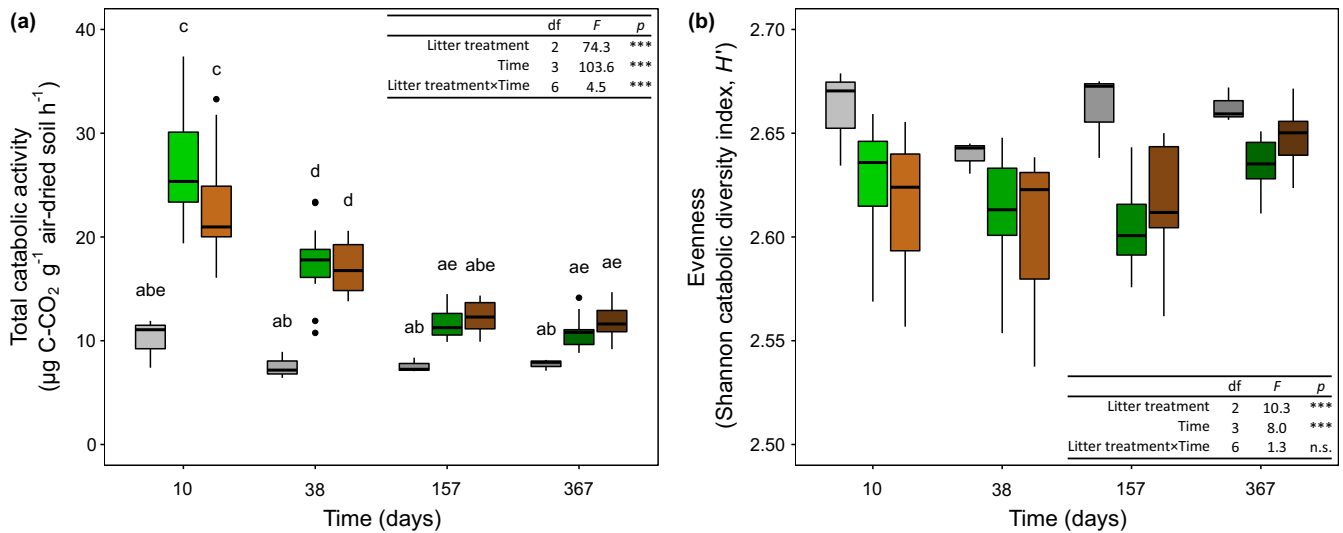 (a)
Total catabolic activity
(µg C-CO₂ g⁻¹ air-dried soil h⁻¹)
40
30
20
10
0
c
c
d
d
abe
ab
ab
ae
abe
ab
ae
ae
df F p
Litter treatment 2 74.3 ***
Time 3 103.6 ***
Litter treatment×Time 6 4.5 ***
10 38 157 367
Time (days)
(b)
Evenness
(Shannon catabolic diversity index, H')
2.70
2.65
2.60
2.55
2.50
df F p
Litter treatment 2 10.3 ***
Time 3 8.0 ***
Litter treatment×Time 6 1.3 n.s.
10 38 157 367
Time (days)